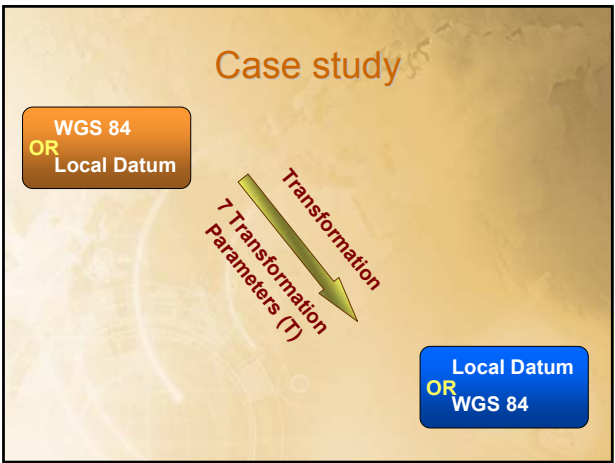 Case study
WGS 84
OR
Local Datum
Transformation
7 Transformation
Parameters (T)
Local Datum
OR
WGS 84